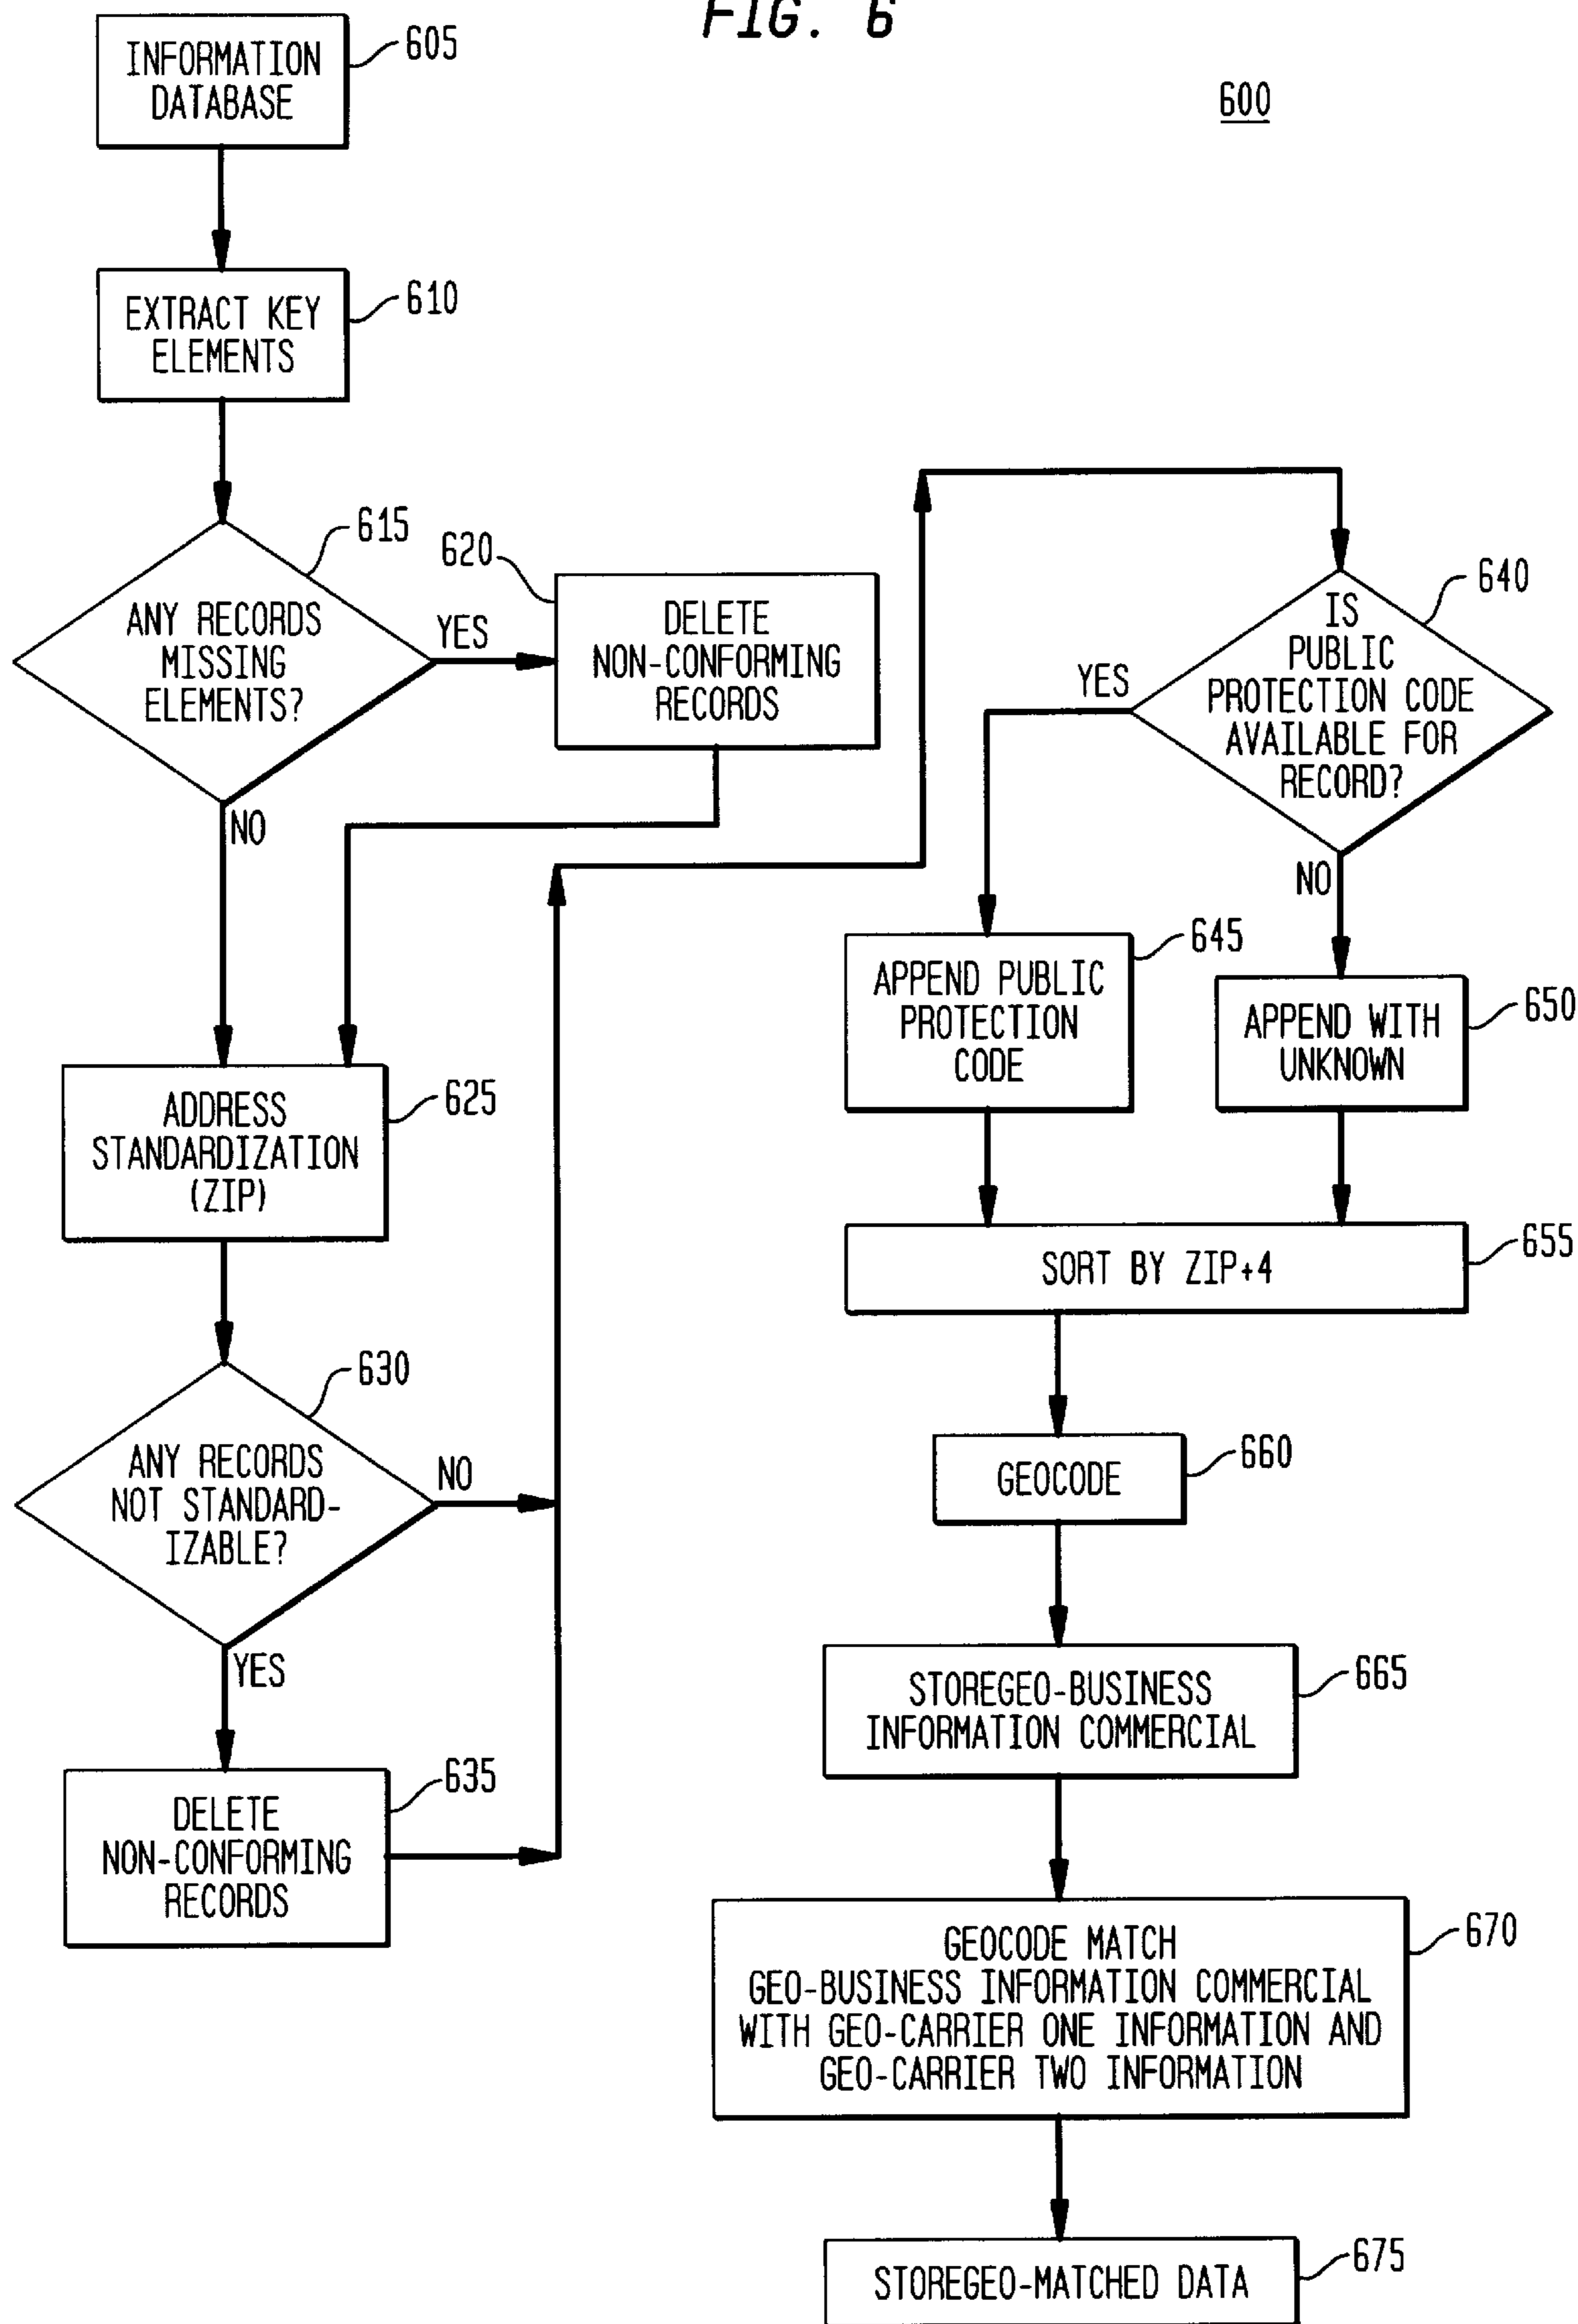 FIG. 6
600
INFORMATION
DATABASE
605
EXTRACT KEY
ELEMENTS
610
ANY RECORDS
MISSING
ELEMENTS?
615
YES
NO
620
DELETE
NON-CONFORMING
RECORDS
ADDRESS
STANDARDIZATION
(ZIP)
625
ANY RECORDS
NOT STANDARD-
IZABLE?
630
NO
YES
DELETE
NON-CONFORMING
RECORDS
635
IS
PUBLIC
PROTECTION CODE
AVAILABLE FOR
RECORD?
640
YES
NO
APPEND PUBLIC
PROTECTION
CODE
645
APPEND WITH
UNKNOWN
650
SORT BY ZIP+4
655
GEOCODE
660
STOREGEO-BUSINESS
INFORMATION COMMERCIAL
665
GEOCODE MATCH
GEO-BUSINESS INFORMATION COMMERCIAL
WITH GEO-CARRIER ONE INFORMATION AND
GEO-CARRIER TWO INFORMATION
670
STOREGEO-MATCHED DATA
675